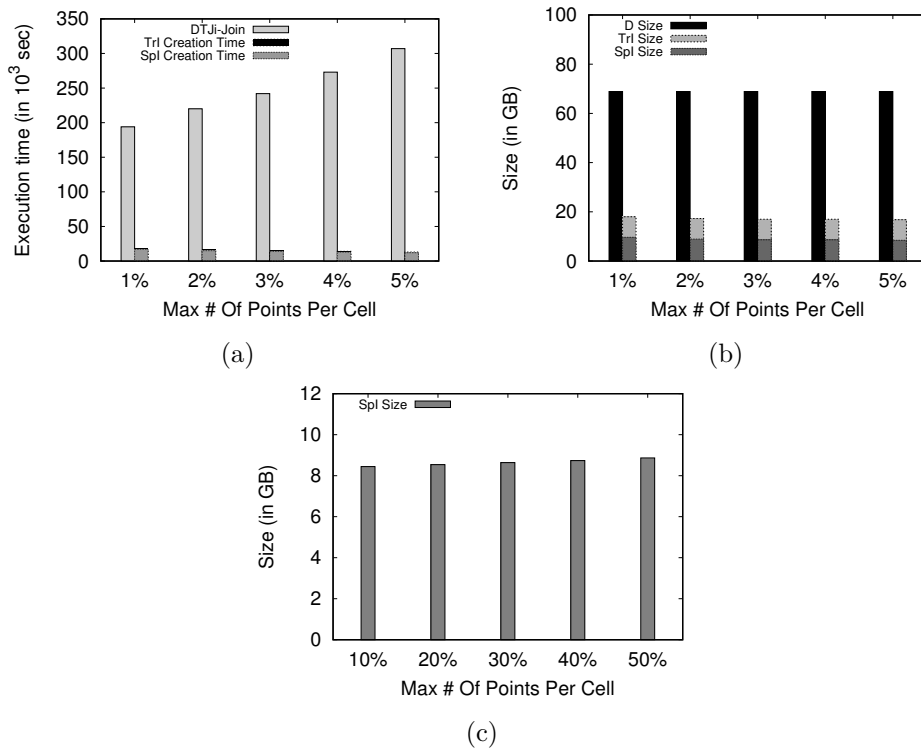 350
300
250
200
150
100
50
0
Execution time (in 10³ sec)
DTJi-Join
TrI Creation Time
SpI Creation Time
1% 2% 3% 4% 5%
Max # Of Points Per Cell
(a)
100
80
60
40
20
0
Size (in GB)
D Size
TrI Size
SpI Size
1% 2% 3% 4% 5%
Max # Of Points Per Cell
(b)
12
10
8
6
4
2
0
Size (in GB)
SpI Size
10% 20% 30% 40% 50%
Max # Of Points Per Cell
(c)